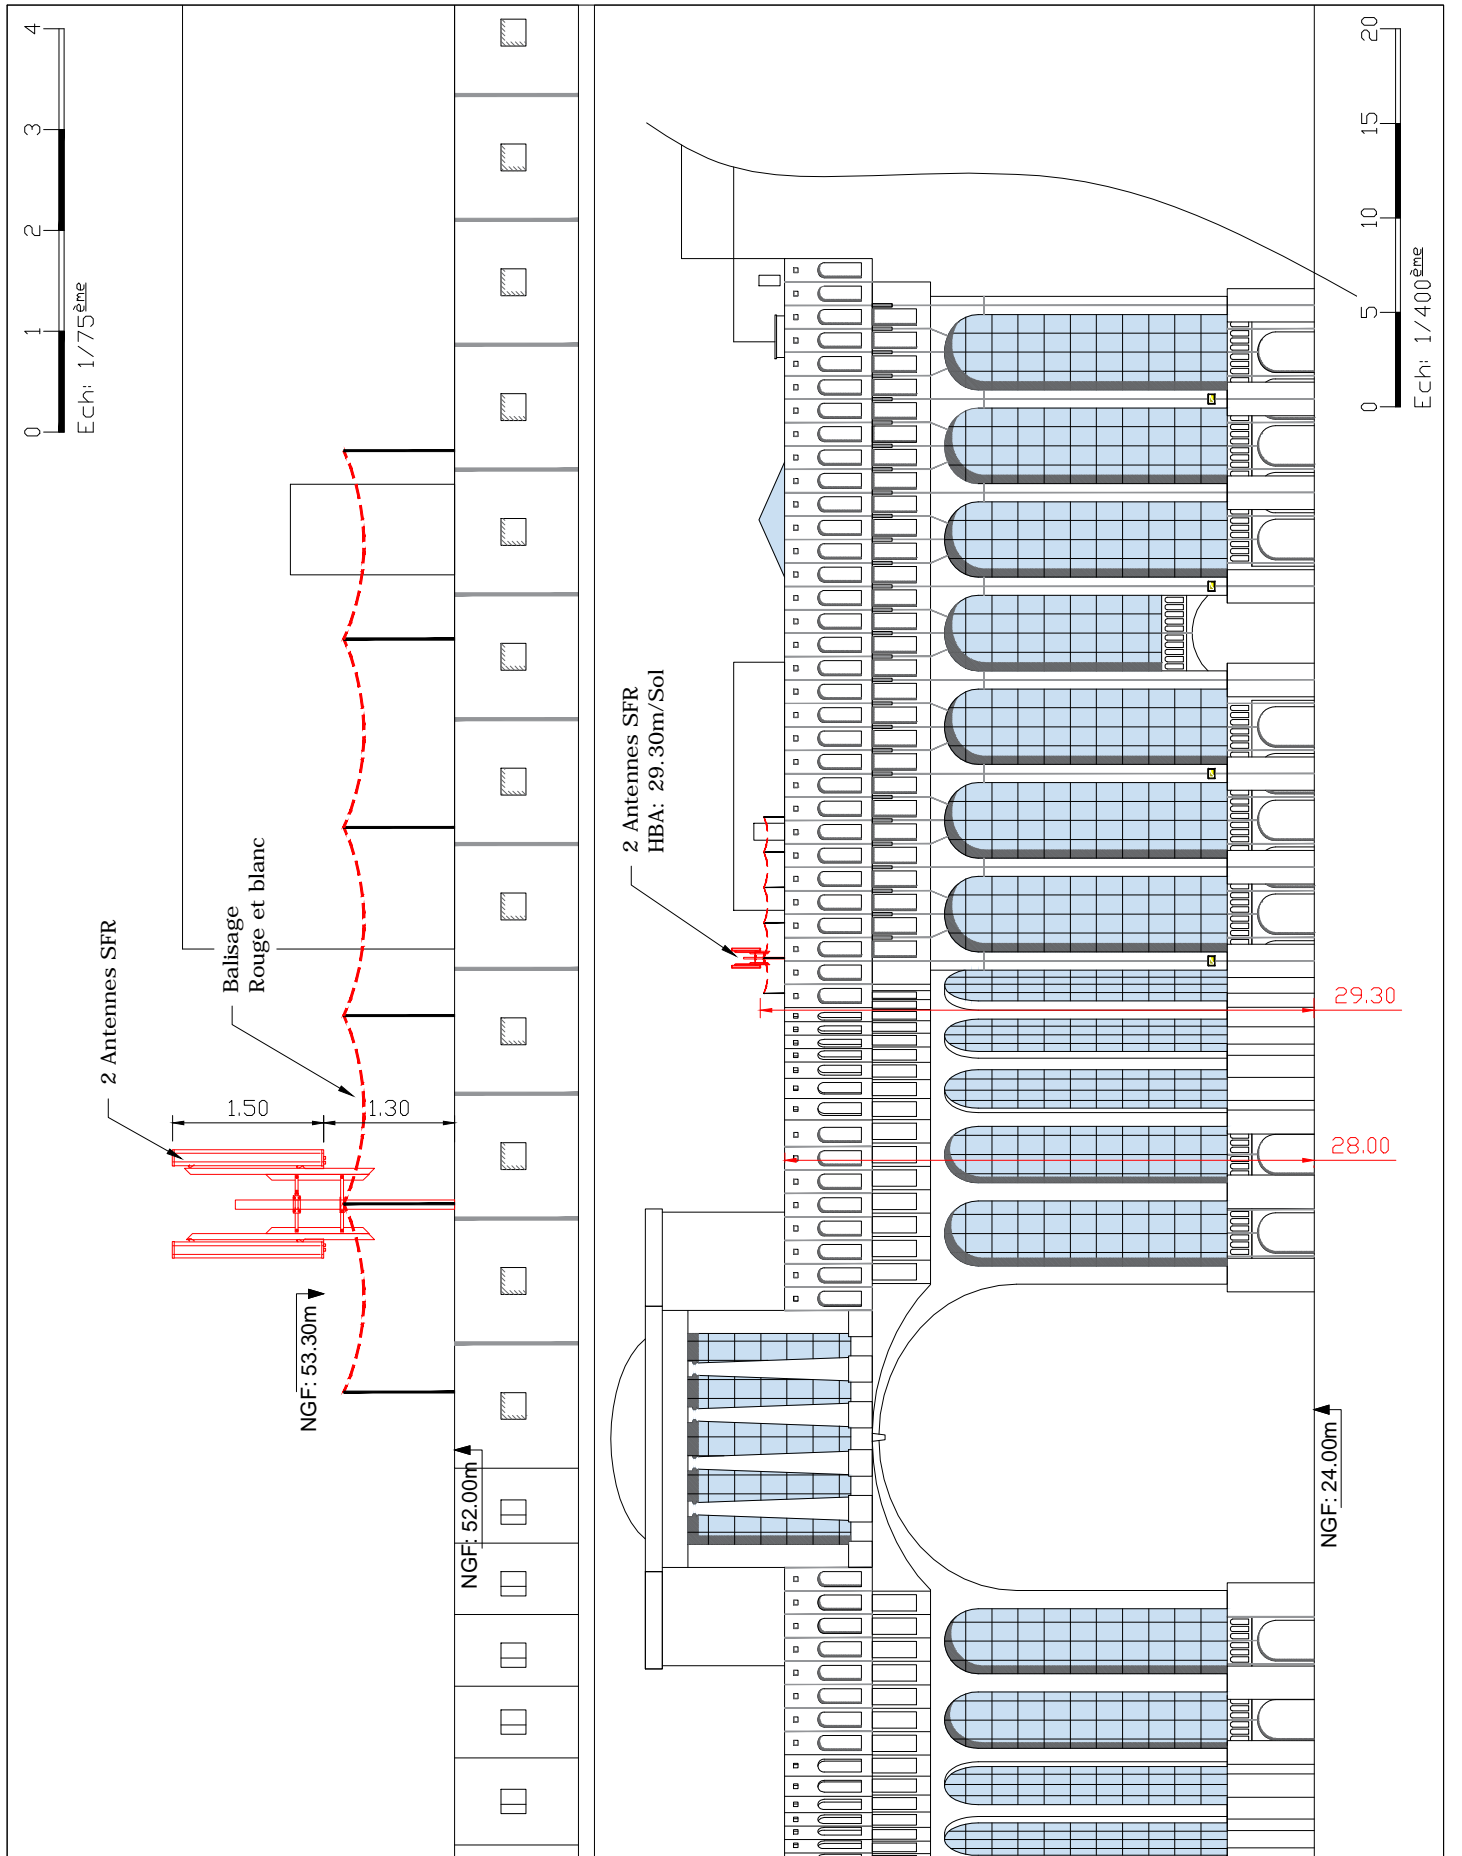 4
3
2
1
0
Ech: 1/75ème
2 Antennes SFR
Balisage
Rouge et blanc
1.50
1.30
NGF: 53.30m
NGF: 52.00m
2 Antennes SFR
HBA: 29.30m/Sol
29.30
28.00
NGF: 24.00m
20
15
10
5
0
Ech: 1/400ème